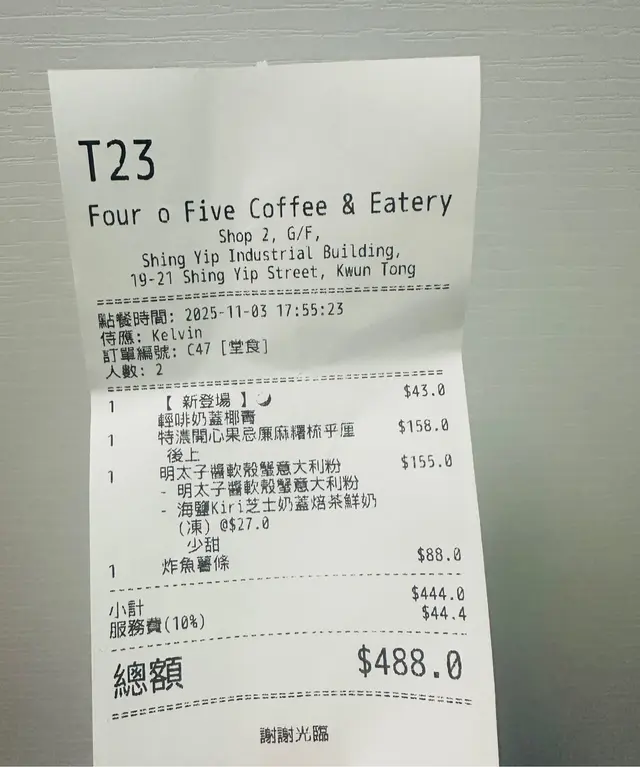 T23
Four o Five Coffee & Eatery
Shop 2, G/F,
Shing Yip Industrial Building,
19-21 Shing Yip Street, Kwun Tong
點餐時間: 2025-11-03 17:55:23
侍應: Kelvin
訂單編號: C47 [堂食]
人數: 2
1 【 新登場 】🌙 $43.0
輕啡奶蓋椰青
1 特濃開心果忌廉麻糬梳乎厘 $158.0
後上
1 明太子醬軟殼蟹意大利粉 $155.0
- 明太子醬軟殼蟹意大利粉
- 海鹽Kiri芝士奶蓋焙茶鮮奶
(凍) @$27.0
少甜
1 炸魚薯條 $88.0
小計 $444.0
服務費(10%) $44.4
總額 $488.0
謝謝光臨